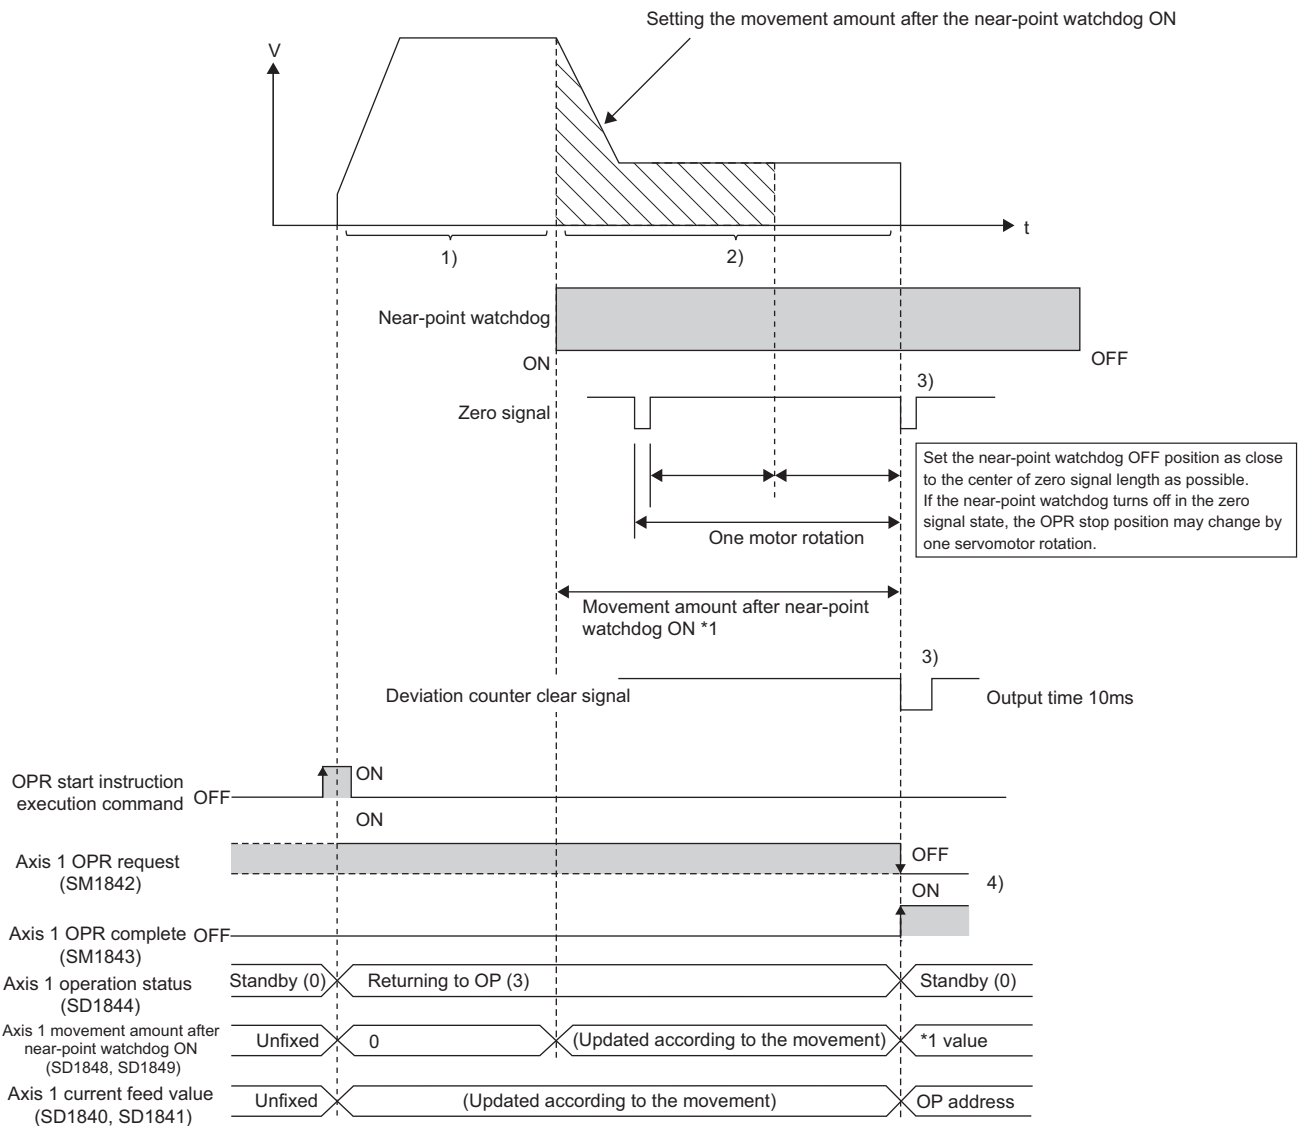 Setting the movement amount after the near-point watchdog ON
V
t
1)
2)
Near-point watchdog
ON
OFF
3)
Zero signal
Set the near-point watchdog OFF position as close
to the center of zero signal length as possible.
If the near-point watchdog turns off in the zero
signal state, the OPR stop position may change by
one servomotor rotation.
One motor rotation
Movement amount after near-point
watchdog ON *1
3)
Deviation counter clear signal
Output time 10ms
OPR start instruction
execution command
OFF
ON
ON
Axis 1 OPR request
(SM1842)
OFF
ON
4)
Axis 1 OPR complete
(SM1843)
OFF
Axis 1 operation status
(SD1844)
Standby (0)
Returning to OP (3)
Standby (0)
Axis 1 movement amount after
near-point watchdog ON
(SD1848, SD1849)
Unfixed
0
(Updated according to the movement)
*1 value
Axis 1 current feed value
(SD1840, SD1841)
Unfixed
(Updated according to the movement)
OP address